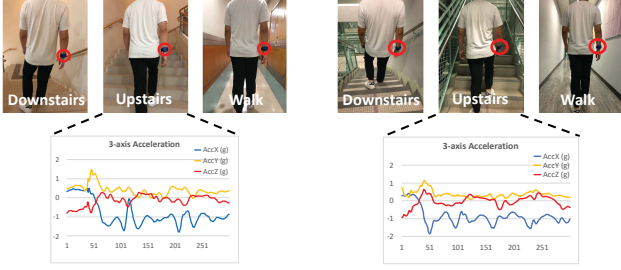 Downstairs
Upstairs
Walk
Downstairs
Upstairs
Walk
3-axis Acceleration
AccX (g)
AccY (g)
AccZ (g)
2
1
0
-1
-2
1 51 101 151 201 251
3-axis Acceleration
AccX (g)
AccY (g)
AccZ (g)
2
1
0
-1
-2
1 51 101 151 201 251